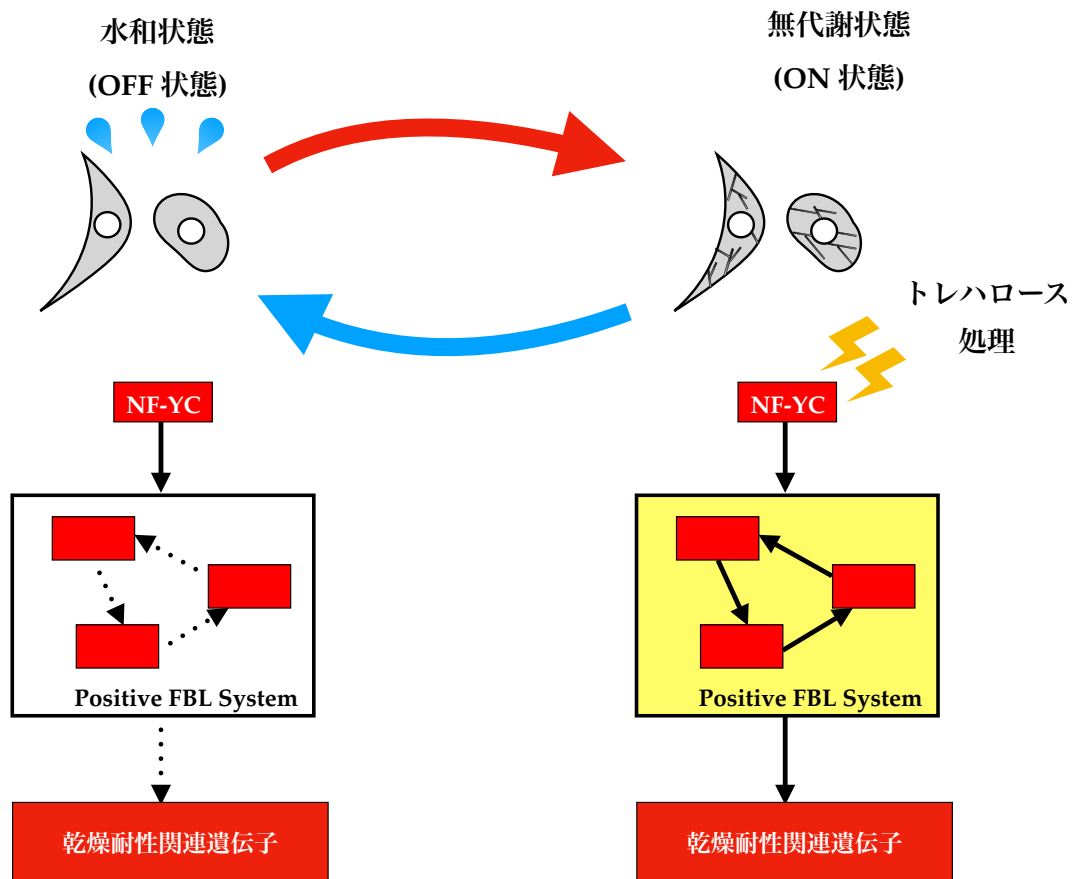 水和状態
(OFF 状態)
無代謝状態
(ON 状態)
トレハロース
処理
NF-YC
NF-YC
Positive FBL System
Positive FBL System
乾燥耐性関連遺伝子
乾燥耐性関連遺伝子